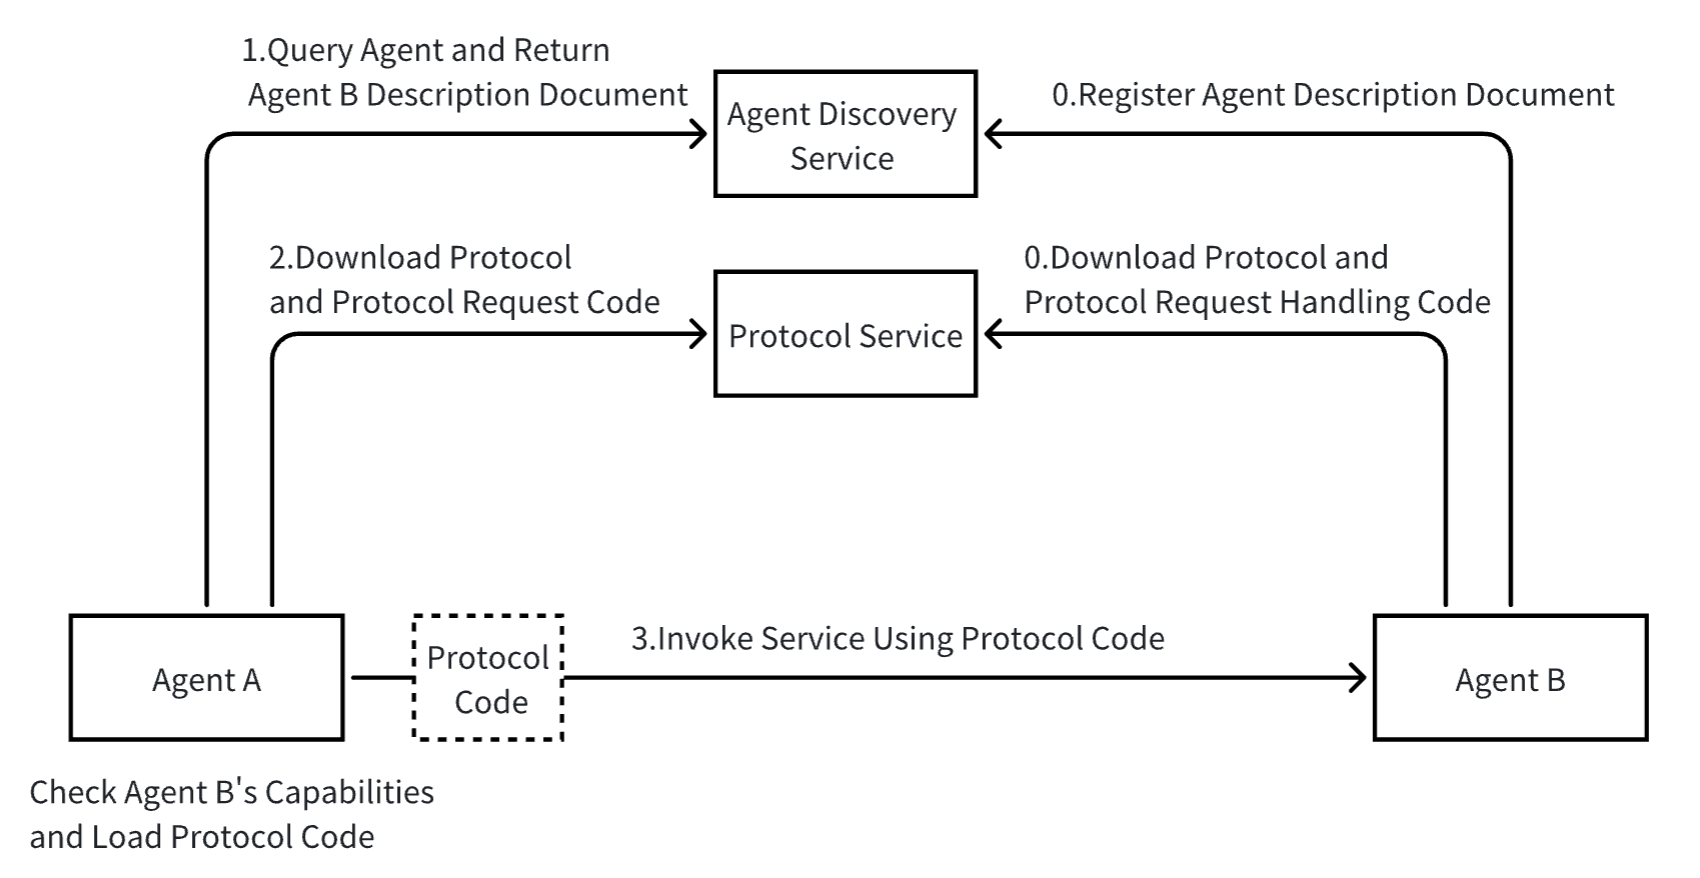 1.Query Agent and Return
Agent B Description Document
Agent Discovery
Service
0.Register Agent Description Document
2.Download Protocol
and Protocol Request Code
Protocol Service
0.Download Protocol and
Protocol Request Handling Code
Agent A
Protocol
Code
3.Invoke Service Using Protocol Code
Agent B
Check Agent B's Capabilities
and Load Protocol Code